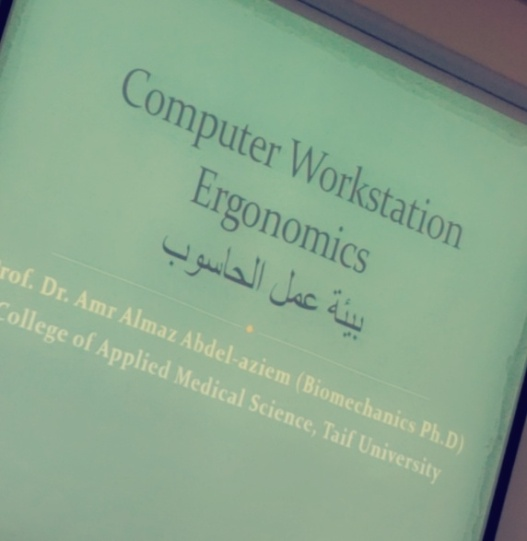 Computer Workstation
Ergonomics
بيئة عمل الحاسوب
rof. Dr. Amr Almaz Abdel-aziem (Biomechanics Ph.D)
College of Applied Medical Science, Taif University